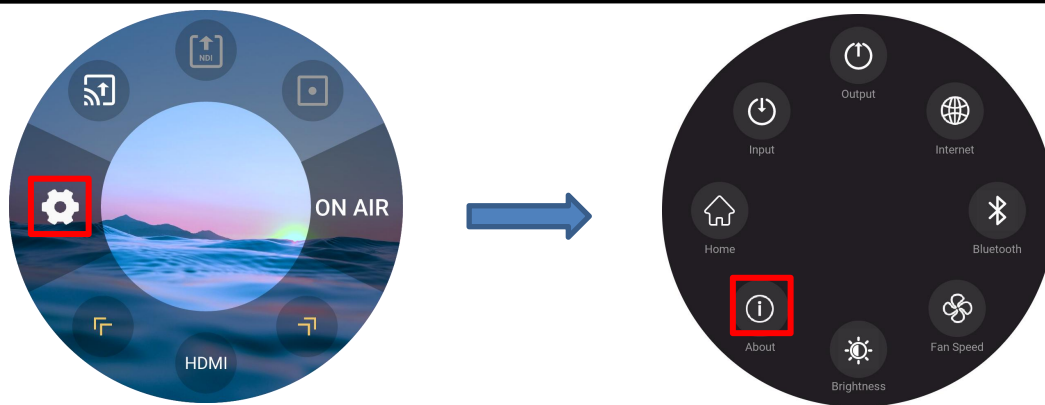 NDI
ON AIR
HDMI
Output
Input
Internet
Home
Bluetooth
About
Fan Speed
Brightness